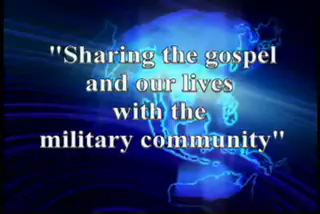 "Sharing the gospel
and our lives
with the
military community"